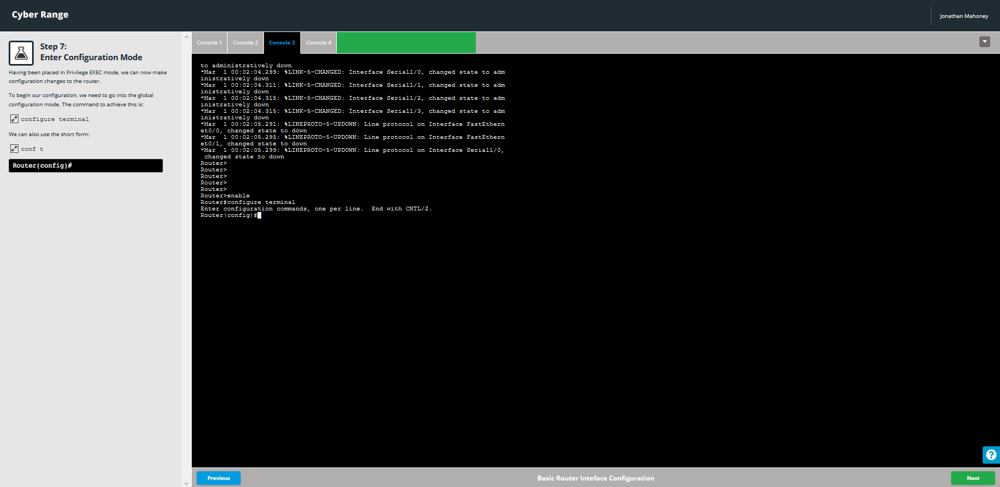 Cyber Range
Jonathan Mahoney
Step 7:
Enter Configuration Mode
Having been placed in Privilege EXEC mode, we can now make
configuration changes to the router.
To begin our configuration, we need to go into the global
configuration mode. The command to achieve this is:
configure terminal
We can also use the short form:
conf t
Router(config)#
Console 1
Console 2
Console 3
Console 4
to administratively down
*Mar  1 00:02:04.299: %LINK-5-CHANGED: Interface Serial1/0, changed state to adm
inistratively down
*Mar  1 00:02:04.311: %LINK-5-CHANGED: Interface Serial1/1, changed state to adm
inistratively down
*Mar  1 00:02:04.315: %LINK-5-CHANGED: Interface Serial1/2, changed state to adm
inistratively down
*Mar  1 00:02:04.315: %LINK-5-CHANGED: Interface Serial1/3, changed state to adm
inistratively down
*Mar  1 00:02:05.291: %LINEPROTO-5-UPDOWN: Line protocol on Interface FastEthern
et0/0, changed state to down
*Mar  1 00:02:05.295: %LINEPROTO-5-UPDOWN: Line protocol on Interface FastEthern
et0/1, changed state to down
*Mar  1 00:02:05.299: %LINEPROTO-5-UPDOWN: Line protocol on Interface Serial1/0,
 changed state to down
Router>
Router>
Router>
Router>
Router>
Router>enable
Router#configure terminal
Enter configuration commands, one per line.  End with CNTL/Z.
Router(config)#
?
Previous
Basic Router Inteface Configuration
Next